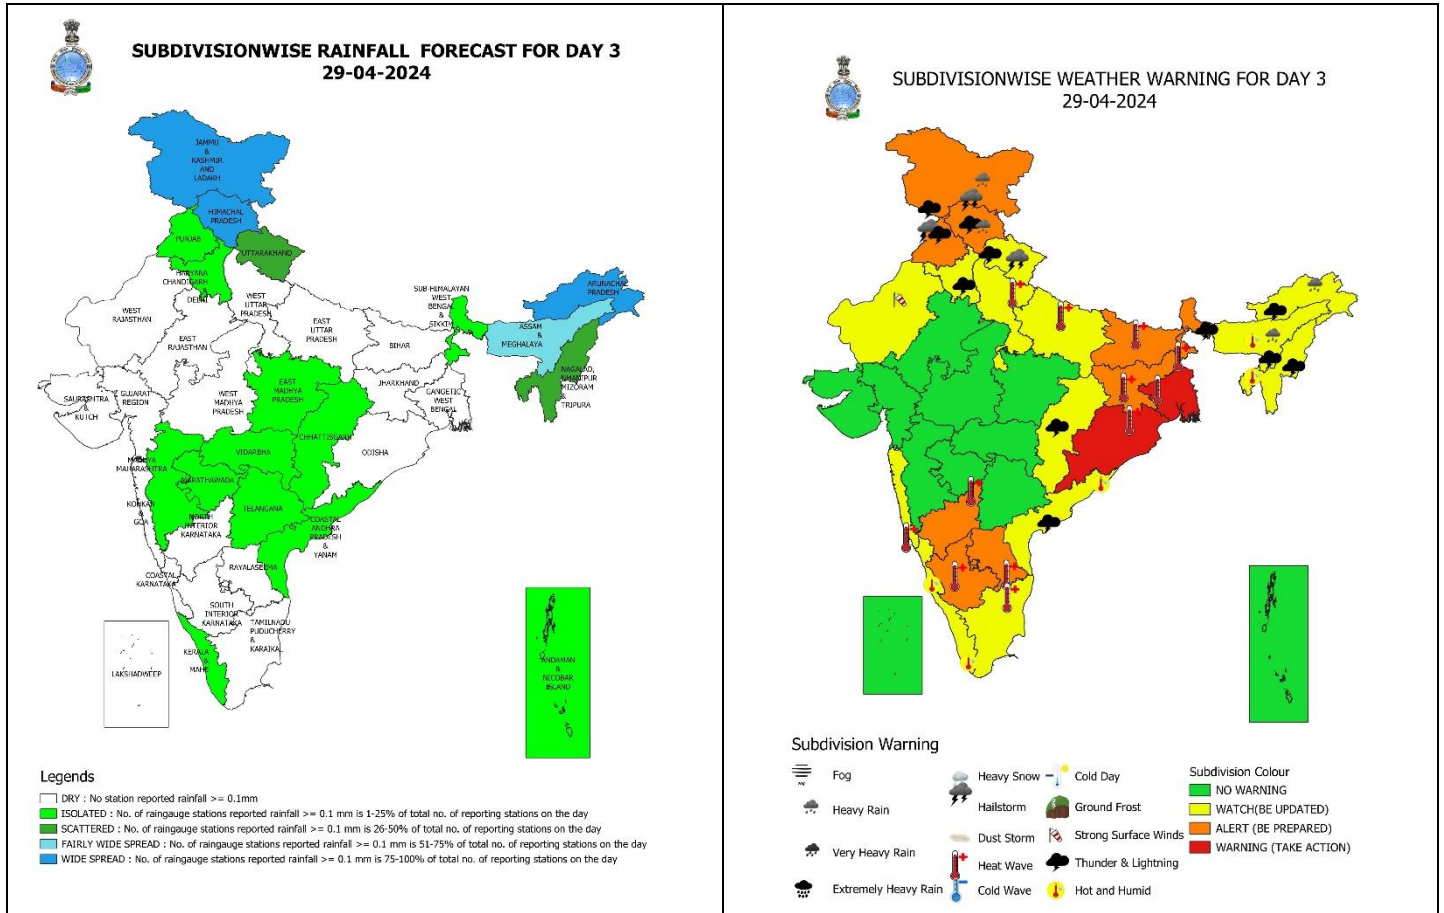 SUBDIVISIONWISE RAINFALL FORECAST FOR DAY 3
29-04-2024
JAMMU
&
KASHMIR
AND
LADAKH
HIMACHAL
PRADESH
PUNJAB
UTTARAKHAND
HARYANA
CHANDIGARH
&
DELHI
WEST
UTTAR
PRADESH
WEST
RAJASTHAN
EAST
RAJASTHAN
EAST
UTTAR
PRADESH
BIHAR
SUB-HIMALAYAN
WEST
BENGAL
&
SIKKIM
ARUNACHAL
PRADESH
ASSAM
&
MEGHALAYA
MIZORAM
&
TRIPURA
JHARKHAND
GANGETIC
WEST
BENGAL
SAURASHTRA
&
KUTCH
GUJARAT
REGION
WEST
MADHYA
PRADESH
EAST
MADHYA
PRADESH
CHHATTISGARH
ODISHA
VIDARBHA
MADHYA
MAHARASHTRA
MARATHAWADA
KONKAN
&
GOA
NORTH
INTERIOR
KARNATAKA
TELANGANA
COASTAL
ANDHRA
PRADESH
&
YANAM
RAYALASEEMA
COASTAL
KARNATAKA
SOUTH
INTERIOR
KARNATAKA
TAMILNADU
PUDUCHERRY
&
KARAIKAL
KERALA
&
MAHE
LAKSHADWEEP
ANDAMAN
&
NICOBAR
ISLAND
Legends
DRY : No station reported rainfall >= 0.1mm
ISOLATED : No. of raingauge stations reported rainfall >= 0.1 mm is 1-25% of total no. of reporting stations on the day
SCATTERED : No. of raingauge stations reported rainfall >= 0.1 mm is 26-50% of total no. of reporting stations on the day
FAIRLY WIDE SPREAD : No. of raingauge stations reported rainfall >= 0.1 mm is 51-75% of total no. of reporting stations on the day
WIDE SPREAD : No. of raingauge stations reported rainfall >= 0.1 mm is 75-100% of total no. of reporting stations on the day
SUBDIVISIONWISE WEATHER WARNING FOR DAY 3
29-04-2024
Subdivision Warning
Fog
Heavy Rain
Very Heavy Rain
Extremely Heavy Rain
Heavy Snow
Hailstorm
Dust Storm
Heat Wave
Cold Wave
Cold Day
Ground Frost
Strong Surface Winds
Thunder & Lightning
Hot and Humid
Subdivision Colour
NO WARNING
WATCH(BE UPDATED)
ALERT (BE PREPARED)
WARNING (TAKE ACTION)